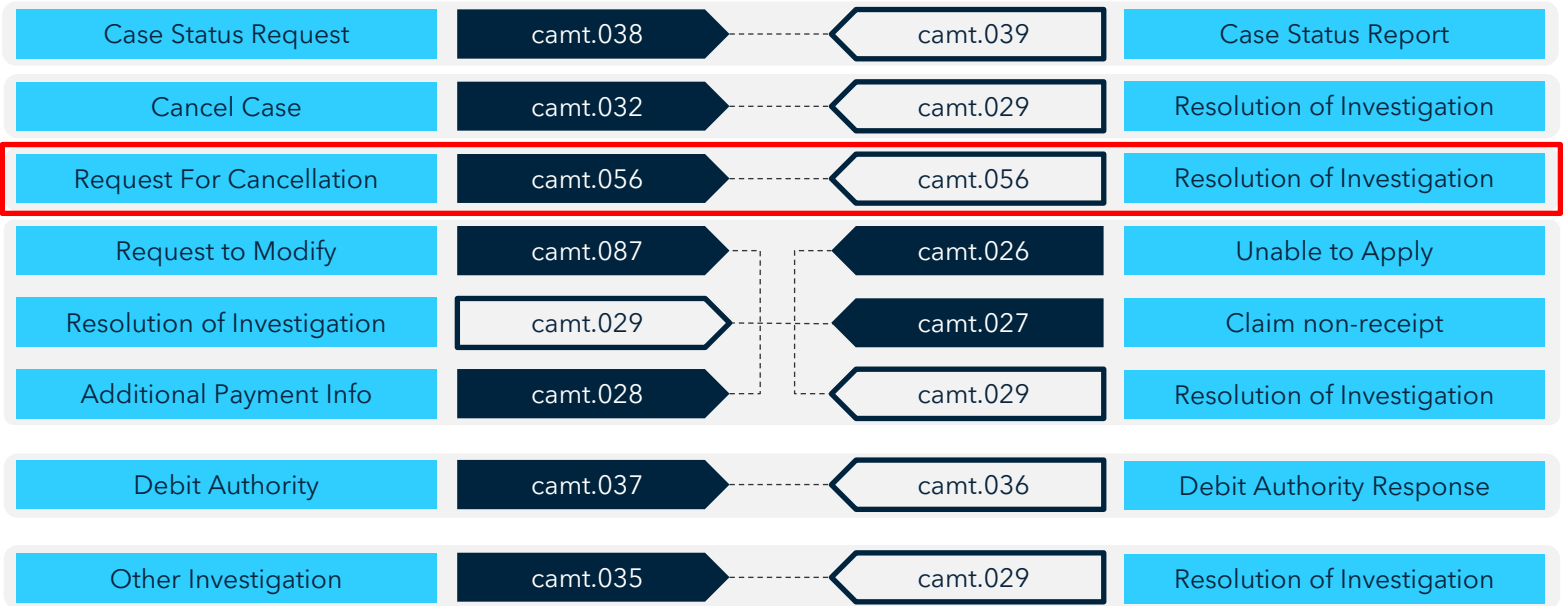 Case Status Request camt.038 camt.039 Case Status Report
Cancel Case camt.032 camt.029 Resolution of Investigation
Request For Cancellation camt.056 camt.056 Resolution of Investigation
Request to Modify camt.087 camt.026 Unable to Apply
Resolution of Investigation camt.029 camt.027 Claim non-receipt
Additional Payment Info camt.028 camt.029 Resolution of Investigation
Debit Authority camt.037 camt.036 Debit Authority Response
Other Investigation camt.035 camt.029 Resolution of Investigation